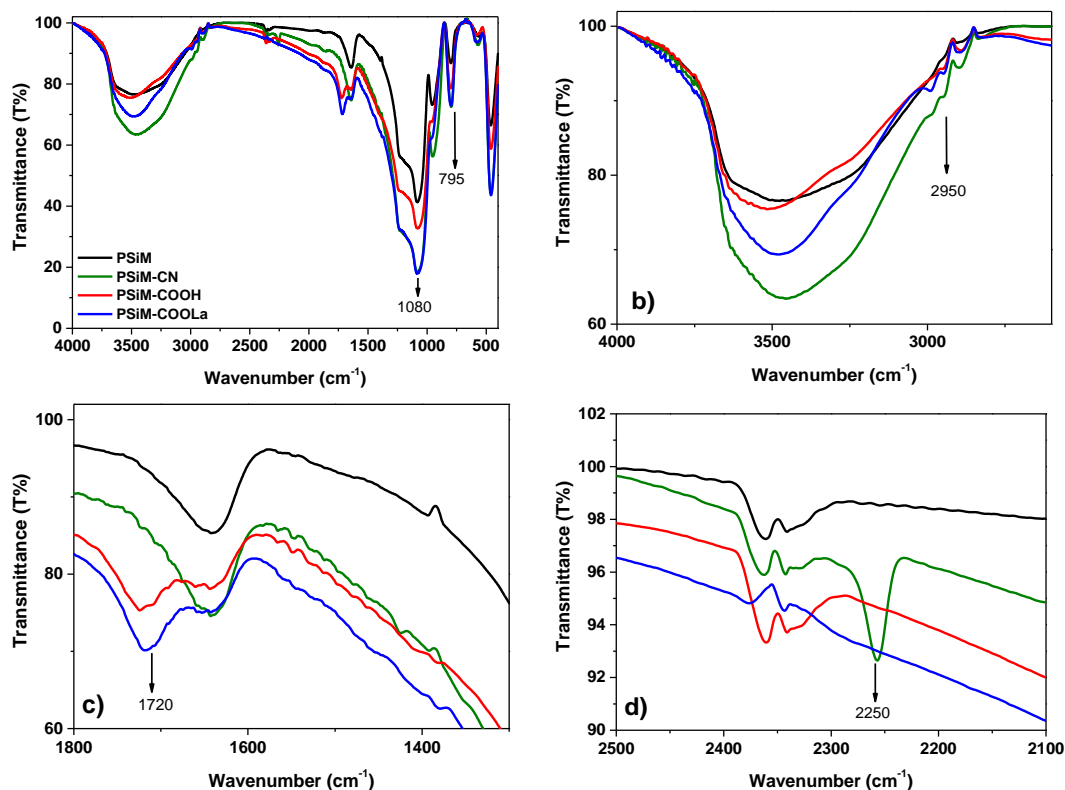 100
80
60
40
20
0
Transmittance (T%)
PSiM
PSiM-CN
PSiM-COOH
PSiM-COOLa
795
1080
4000 3500 3000 2500 2000 1500 1000 500
Wavenumber (cm-1)
100
80
60
Transmittance (T%)
2950
b)
4000 3500 3000
Wavenumber (cm-1)
100
80
60
Transmittance (T%)
c)
1720
1800 1600 1400
Wavenumber (cm-1)
102
100
98
96
94
92
90
Transmittance (T%)
d)
2250
2500 2400 2300 2200 2100
Wavenumber (cm-1)